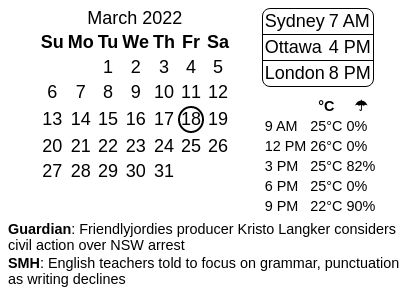 March 2022
Su Mo Tu We Th Fr Sa
1 2 3 4 5
6 7 8 9 10 11 12
13 14 15 16 17 18 19
20 21 22 23 24 25 26
27 28 29 30 31
Sydney 7 AM
Ottawa 4 PM
London 8 PM
°C ☂
9 AM 25°C 0%
12 PM 26°C 0%
3 PM 25°C 82%
6 PM 25°C 0%
9 PM 22°C 90%
Guardian: Friendlyjordies producer Kristo Langker considers
civil action over NSW arrest
SMH: English teachers told to focus on grammar, punctuation
as writing declines